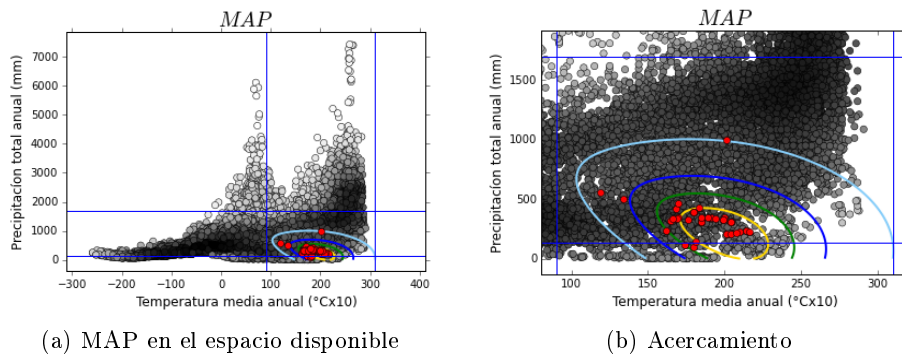 MAP
Precipitacíon total anual (mm)
7000
6000
5000
4000
3000
2000
1000
0
−300 −200 −100 0 100 200 300 400
Temperatura media anual (°Cx10)
(a) MAP en el espacio disponible
MAP
Precipitacíon total anual (mm)
1500
1000
500
0
100 150 200 250 300
Temperatura media anual (°Cx10)
(b) Acercamiento